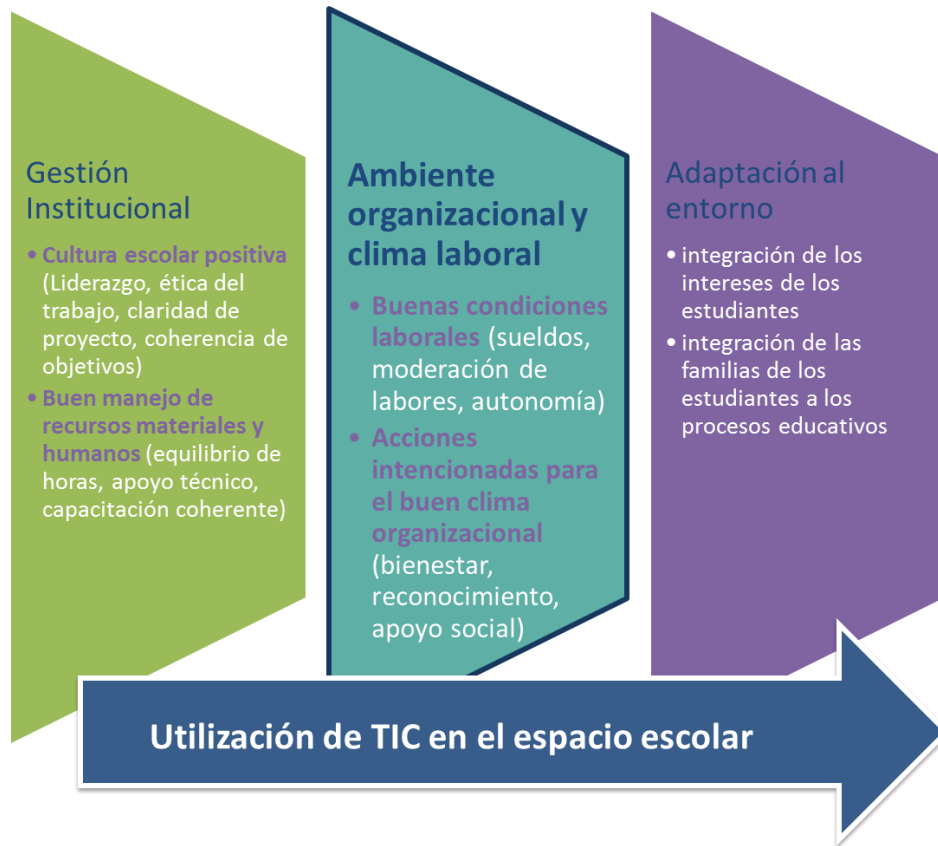 Gestión
Institucional
• Cultura escolar positiva
(Liderazgo, ética del
trabajo, claridad de
proyecto, coherencia de
objetivos)
• Buen manejo de
recursos materiales y
humanos (equilibrio de
horas, apoyo técnico,
capacitación coherente)
Ambiente
organizacional y
clima laboral
• Buenas condiciones
laborales (sueldos,
moderación de
labores, autonomía)
• Acciones
intencionadas para
el buen clima
organizacional
(bienestar,
reconocimiento,
apoyo social)
Adaptación al
entorno
• integración de los
intereses de los
estudiantes
• integración de las
familias de los
estudiantes a los
procesos educativos
Utilización de TIC en el espacio escolar